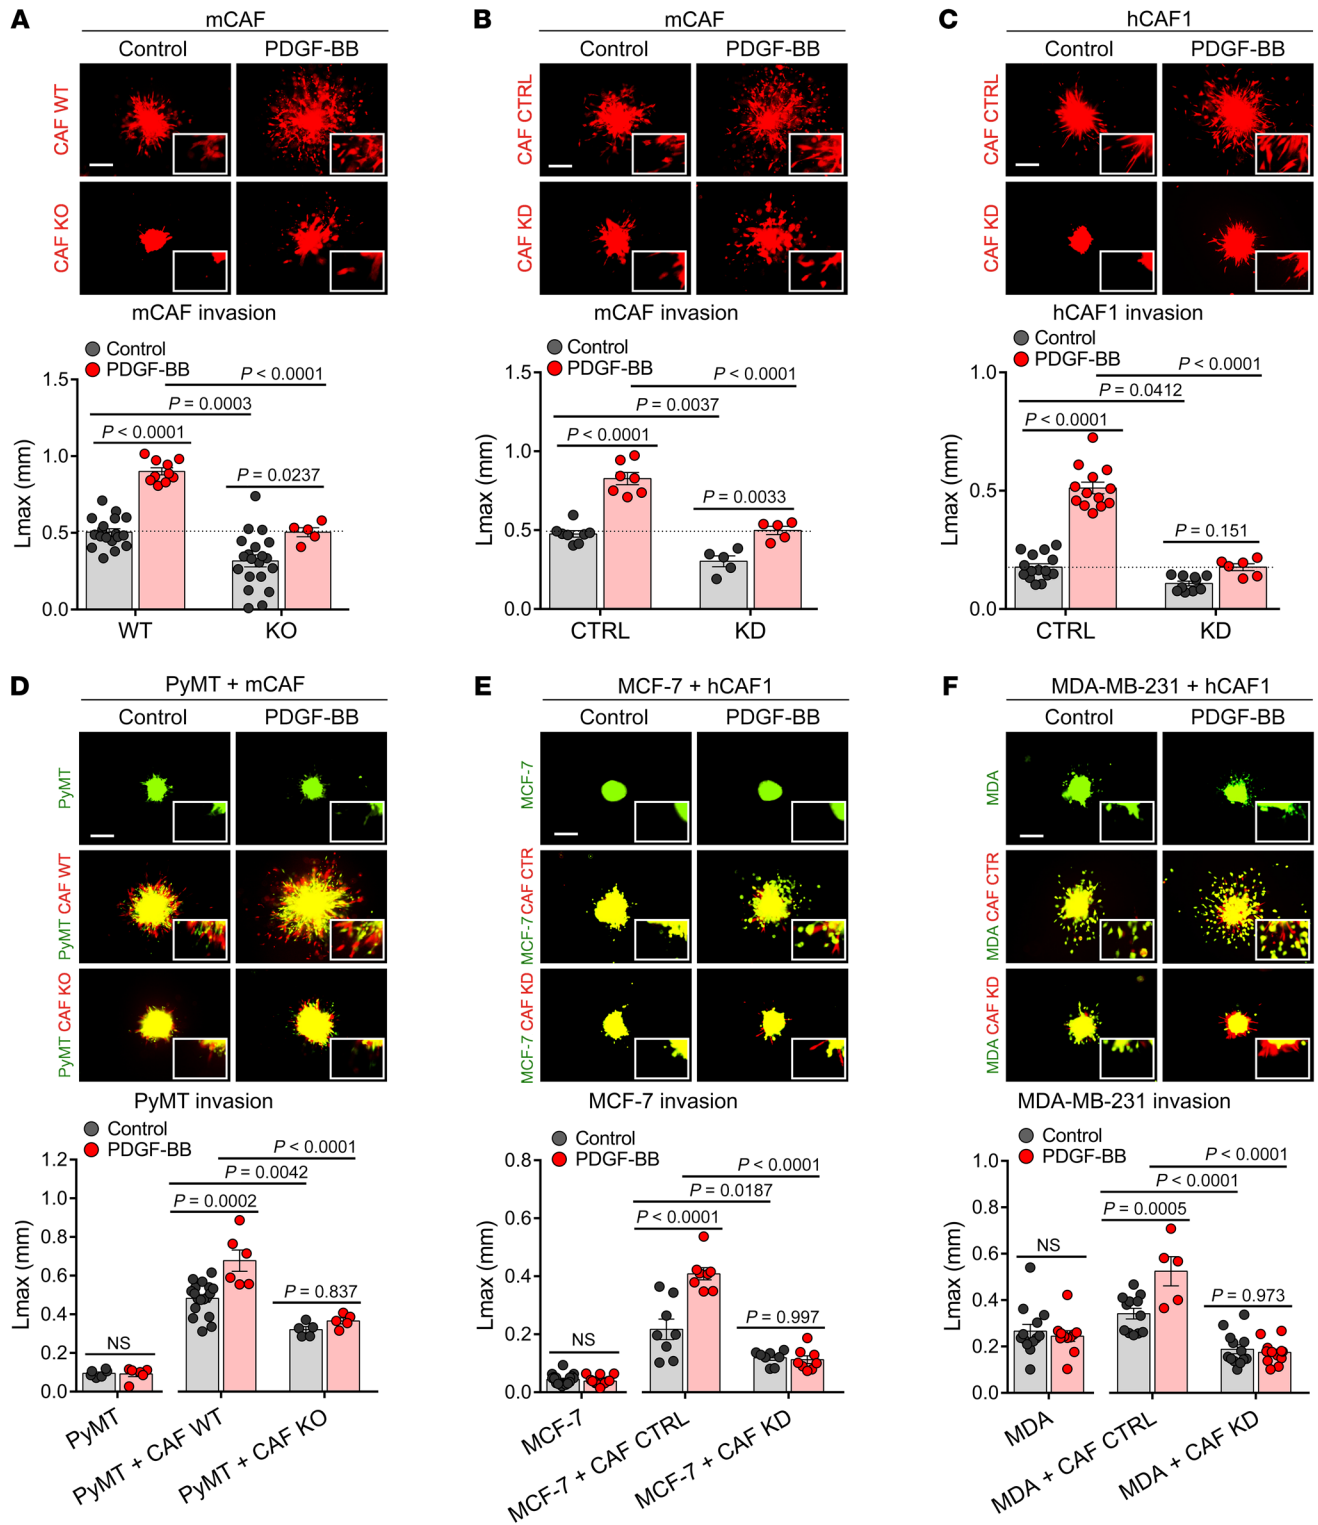 A
mCAF
Control
PDGF-BB
CAF WT
CAF KO
mCAF invasion
Control
PDGF-BB
P < 0.0001
P = 0.0003
P < 0.0001
P = 0.0237
Lmax (mm)
1.5
1.0
0.5
0.0
WT
KO
B
mCAF
Control
PDGF-BB
CAF CTRL
CAF KD
mCAF invasion
Control
PDGF-BB
P < 0.0001
P = 0.0037
P < 0.0001
P = 0.0033
Lmax (mm)
1.5
1.0
0.5
0.0
CTRL
KD
C
hCAF1
Control
PDGF-BB
CAF CTRL
CAF KD
hCAF1 invasion
Control
PDGF-BB
P < 0.0001
P = 0.0412
P < 0.0001
P = 0.151
Lmax (mm)
1.0
0.5
0.0
CTRL
KD
D
PyMT + mCAF
Control
PDGF-BB
PyMT
PyMT CAF WT
PyMT CAF KO
PyMT invasion
Control
PDGF-BB
P < 0.0001
P = 0.0042
P = 0.0002
P = 0.837
NS
Lmax (mm)
1.2
1.0
0.8
0.6
0.4
0.2
0.0
PyMT
PyMT + CAF WT
PyMT + CAF KO
E
MCF-7 + hCAF1
Control
PDGF-BB
MCF-7
MCF-7 CAF CTR
MCF-7 CAF KD
MCF-7 invasion
Control
PDGF-BB
P < 0.0001
P = 0.0187
P < 0.0001
P = 0.997
NS
Lmax (mm)
0.8
0.6
0.4
0.2
0.0
MCF-7
MCF-7 + CAF CTRL
MCF-7 + CAF KD
F
MDA-MB-231 + hCAF1
Control
PDGF-BB
MDA
MDA CAF CTR
MDA CAF KD
MDA-MB-231 invasion
Control
PDGF-BB
P < 0.0001
P < 0.0001
P = 0.0005
P = 0.973
NS
Lmax (mm)
1.0
0.8
0.6
0.4
0.2
0.0
MDA
MDA + CAF CTRL
MDA + CAF KD